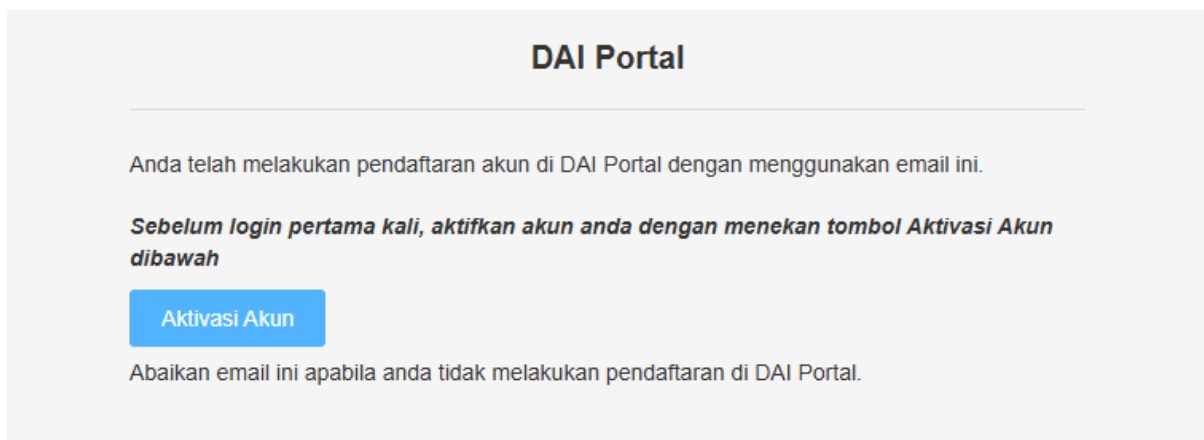 DAI Portal
Anda telah melakukan pendaftaran akun di DAI Portal dengan menggunakan email ini.
Sebelum login pertama kali, aktifkan akun anda dengan menekan tombol Aktivasi Akun
dibawah
Aktivasi Akun
Abaikan email ini apabila anda tidak melakukan pendaftaran di DAI Portal.